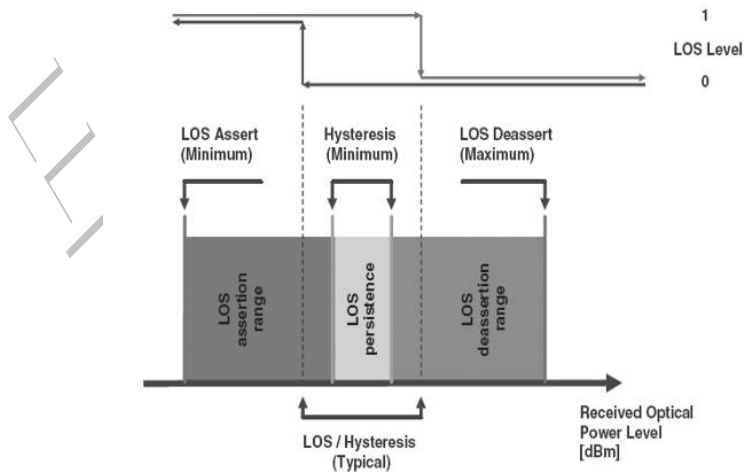 1
LOS Level
0
LOS Assert
(Minimum)
Hysteresis
(Minimum)
LOS Deassert
(Maximum)
LOS
assertion
range
LOS
persistence
LOS
deassertion
range
Received Optical
Power Level
[dBm]
LOS / Hysteresis
(Typical)